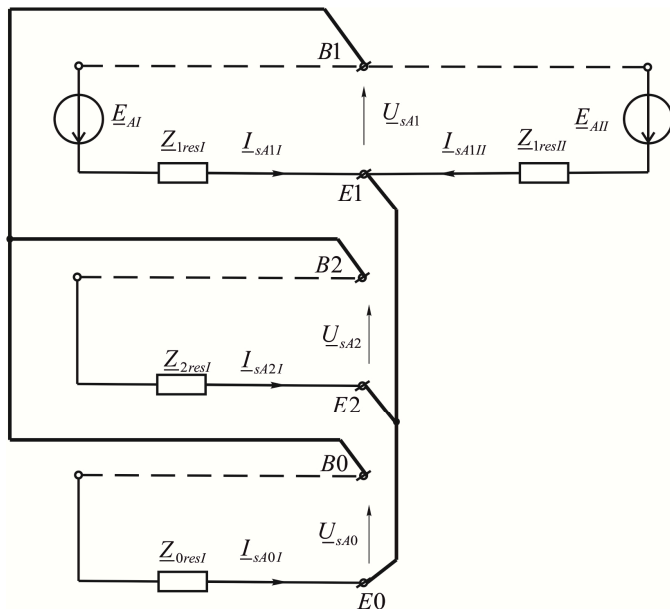 B1
E_AI
U_sA1
E_AII
Z_1resI
I_sA1I
I_sA1II
Z_1resII
E1
B2
U_sA2
Z_2resI
I_sA2I
E2
B0
U_sA0
Z_0resI
I_sA0I
E0